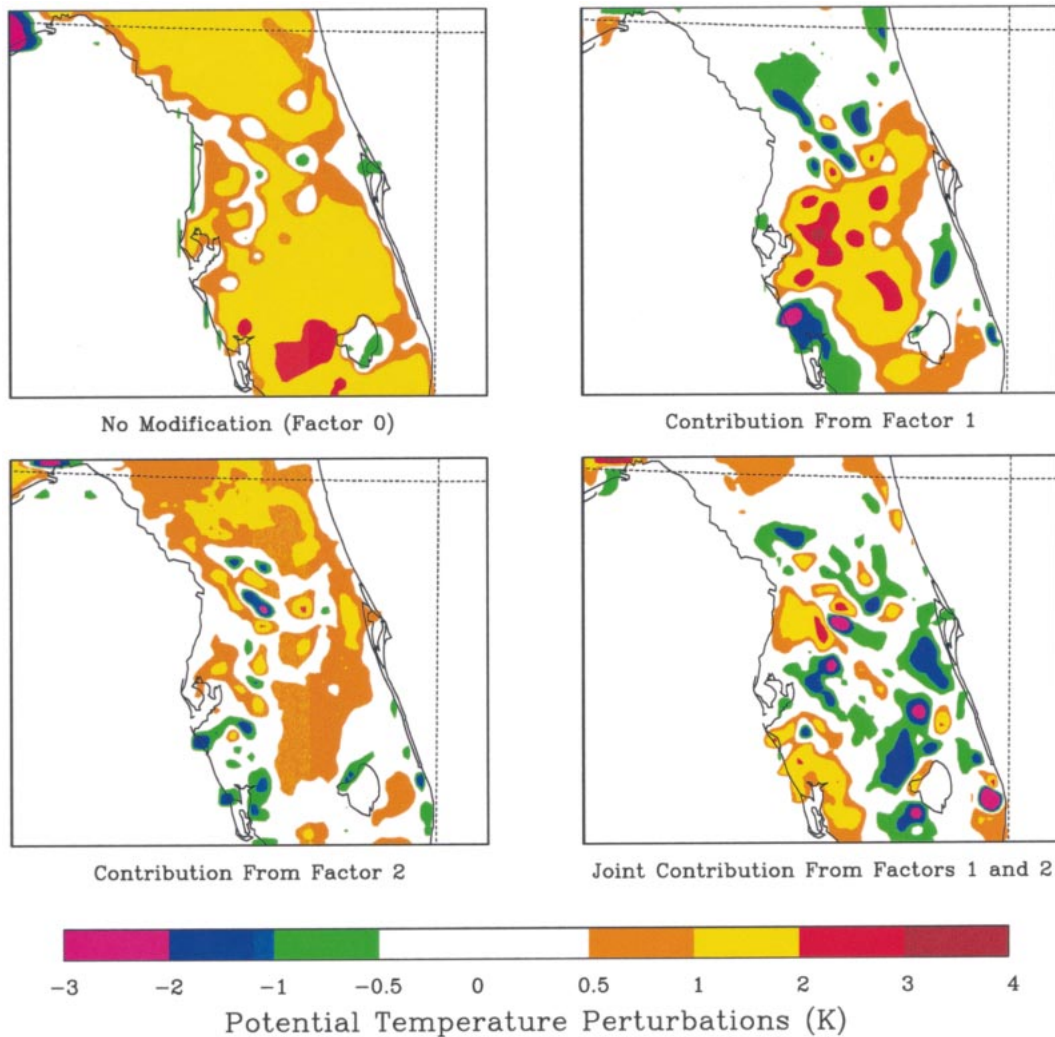 No Modification (Factor 0)
Contribution From Factor 1
Contribution From Factor 2
Joint Contribution From Factors 1 and 2
-3 -2 -1 -0.5 0 0.5 1 2 3 4
Potential Temperature Perturbations (K)